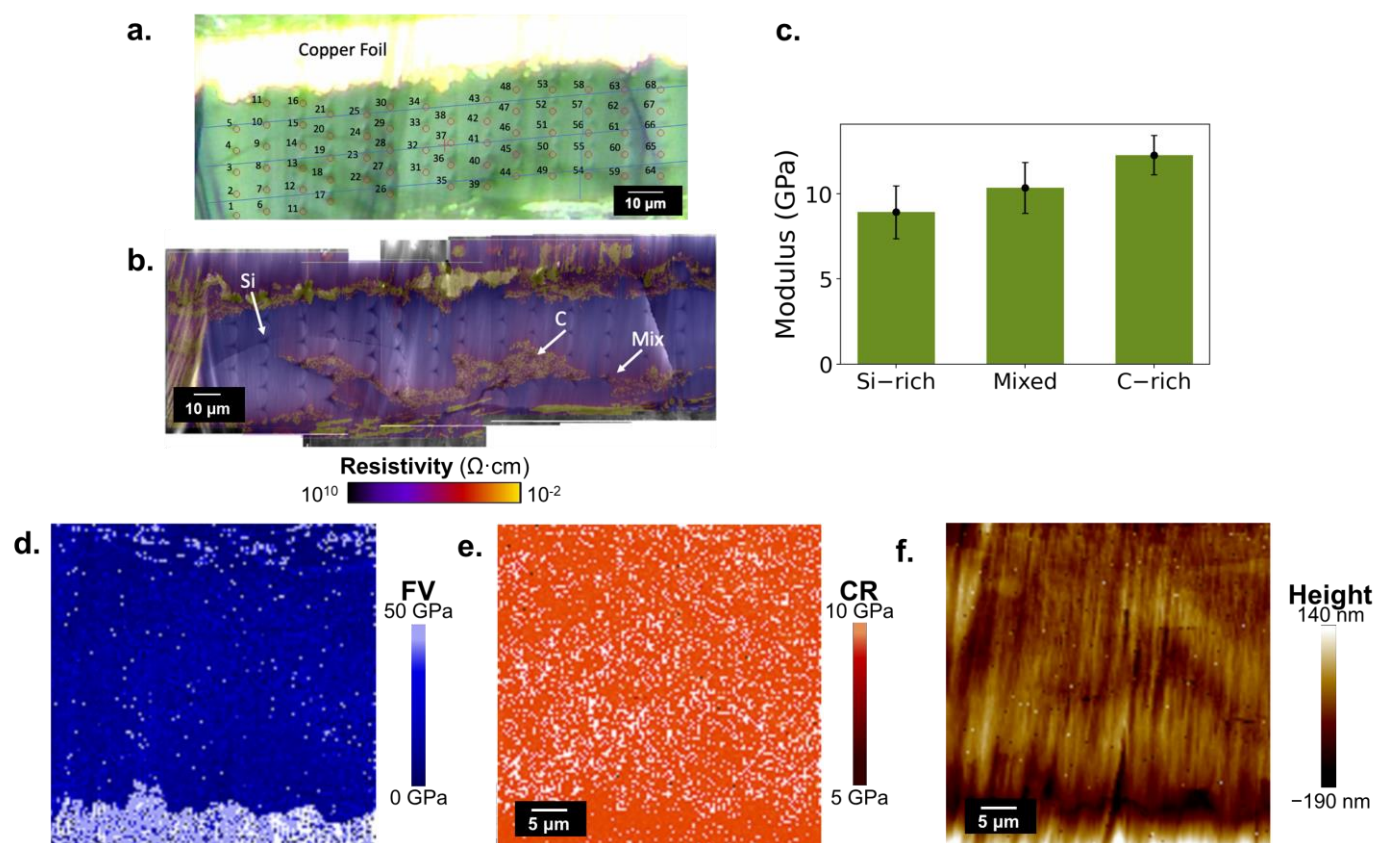 a.
Copper Foil
48 53 58 63 68
11 16 21 25 30 34 43 47 52 57 62 67
5 10 15 20 24 29 33 38 42 46 51 56 61 66
4 9 14 19 23 28 32 37 41 45 50 55 60 65
3 8 13 18 22 27 31 36 40 44 49 54 59 64
2 7 12 17 26 35 39
1 6 11
10 µm
b.
Si
C
Mix
10 µm
Resistivity (Ω·cm)
10¹⁰ 10⁻²
c.
Modulus (GPa)
10
5
0
Si−rich Mixed C−rich
d.
FV
50 GPa
0 GPa
e.
CR
10 GPa
5 GPa
5 µm
f.
Height
140 nm
−190 nm
5 µm